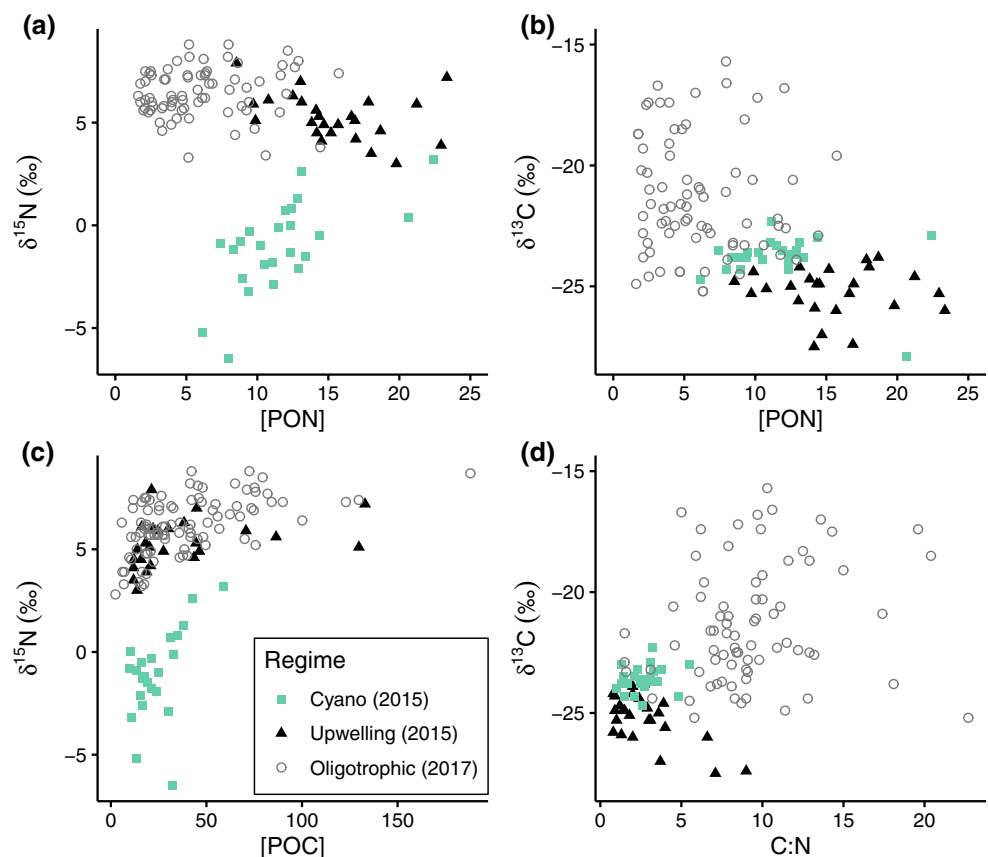 (a)
δ15N (‰)
5
0
−5
0 5 10 15 20 25
[PON]
(b)
δ13C (‰)
−15
−20
−25
0 5 10 15 20 25
[PON]
(c)
δ15N (‰)
5
0
−5
0 50 100 150
[POC]
Regime
Cyano (2015)
Upwelling (2015)
Oligotrophic (2017)
(d)
δ13C (‰)
−15
−20
−25
0 5 10 15 20
C:N